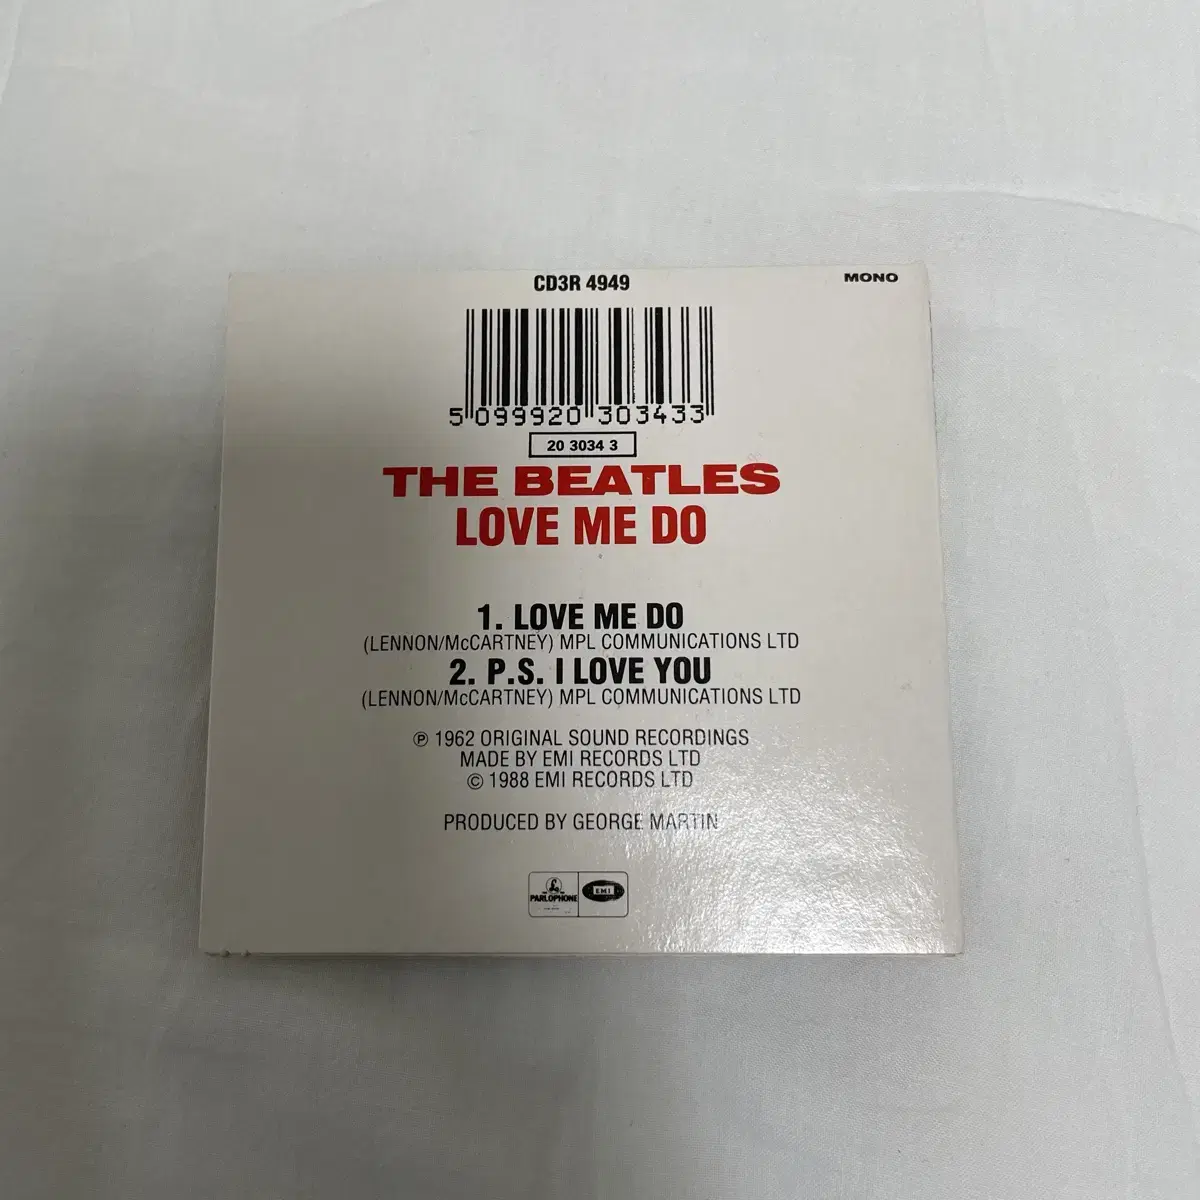 CD3R 4949
MONO
5 099920 303433
20 3034 3
THE BEATLES
LOVE ME DO
1. LOVE ME DO
(LENNON/McCARTNEY) MPL COMMUNICATIONS LTD
2. P.S. I LOVE YOU
(LENNON/McCARTNEY) MPL COMMUNICATIONS LTD
℗ 1962 ORIGINAL SOUND RECORDINGS
MADE BY EMI RECORDS LTD
© 1988 EMI RECORDS LTD
PRODUCED BY GEORGE MARTIN
PARLOPHONE
EMI